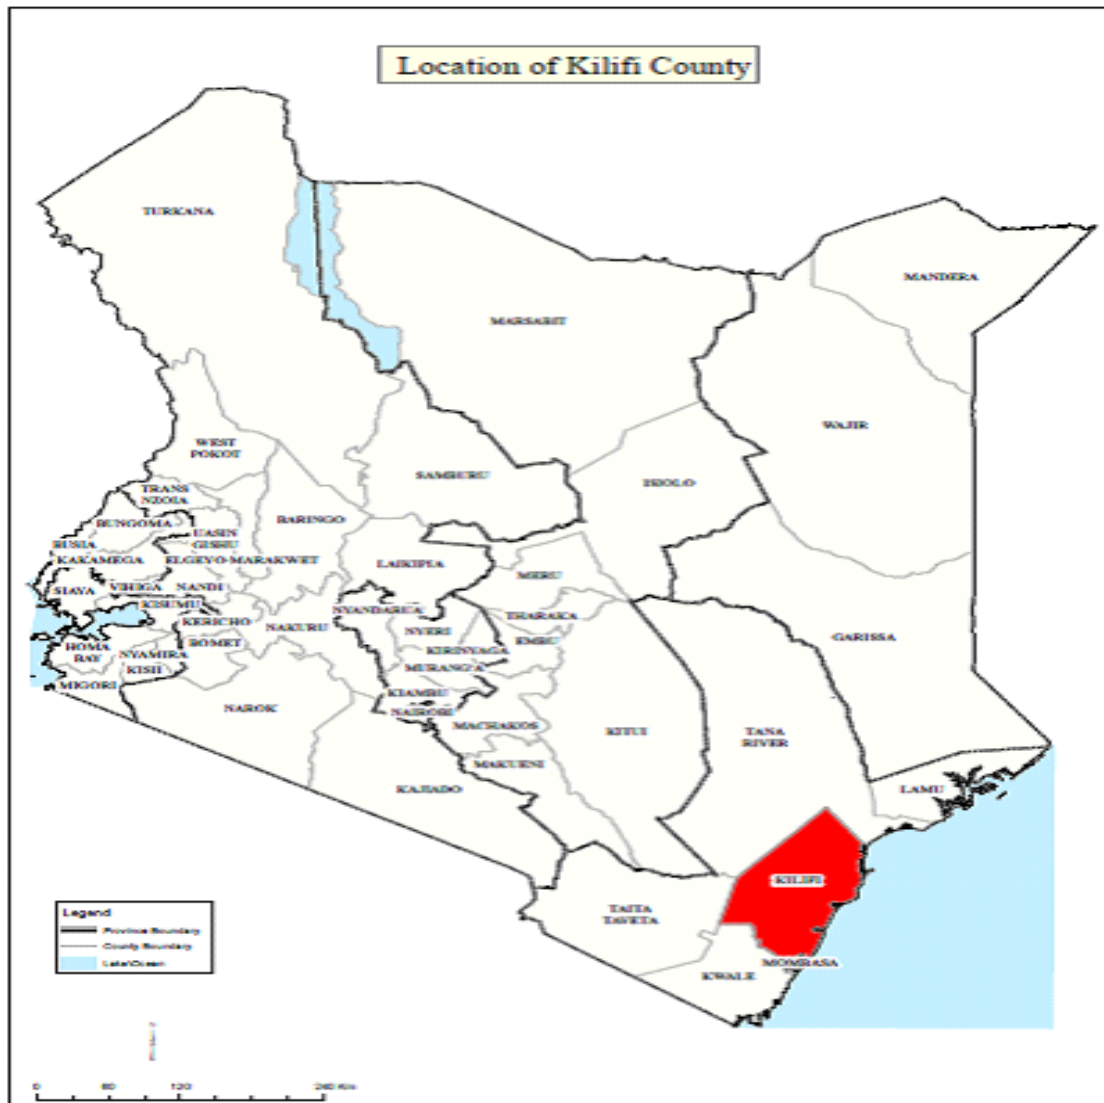 Location of Kilifi County
TURKANA
MANDERA
MARSABIT
WAJIR
WEST
POKOT
SAMBURU
ISIOLO
TRANS
NZOIA
BARINGO
BUNGOMA
UASIN
GISHU
BUSIA
KAKAMEGA
ELGEYO-MARAKWET
LAIKIPIA
MERU
SIAYA
VIHIGA
NANDI
KISUMU
NYANDARUA
THARAKA
KERICHO
NAKURU
NYERI
EMBU
GARISSA
HOMA
BAY
NYAMIRA
BOMET
KIRINYAGA
KISII
MURANG'A
MIGORI
KIAMBU
NAROK
NAIROBI
MACHAKOS
KITUI
TANA
RIVER
MAKUENI
KAJIADO
LAMU
KILIFI
TAITA
TAVETA
MOMBASA
KWALE
Legend
Province Boundary
County Boundary
Lake\Ocean
0 60 120 240 Km